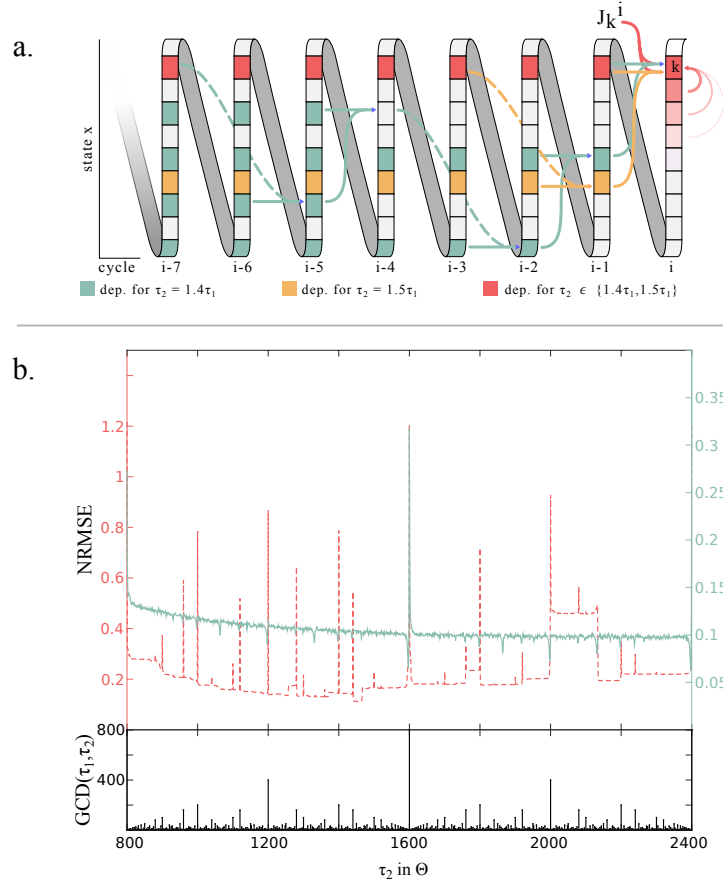 a.
J_k^i
k
state x
cycle
i-7
i-6
i-5
i-4
i-3
i-2
i-1
i
dep. for τ₂ = 1.4τ₁
dep. for τ₂ = 1.5τ₁
dep. for τ₂ ϵ {1.4τ₁,1.5τ₁}
b.
NRMSE
1.2
1
0.8
0.6
0.4
0.2
0.35
0.3
0.25
0.2
0.15
0.1
0.05
GCD(τ₁,τ₂)
800
400
800
1200
1600
2000
2400
τ₂ in Θ